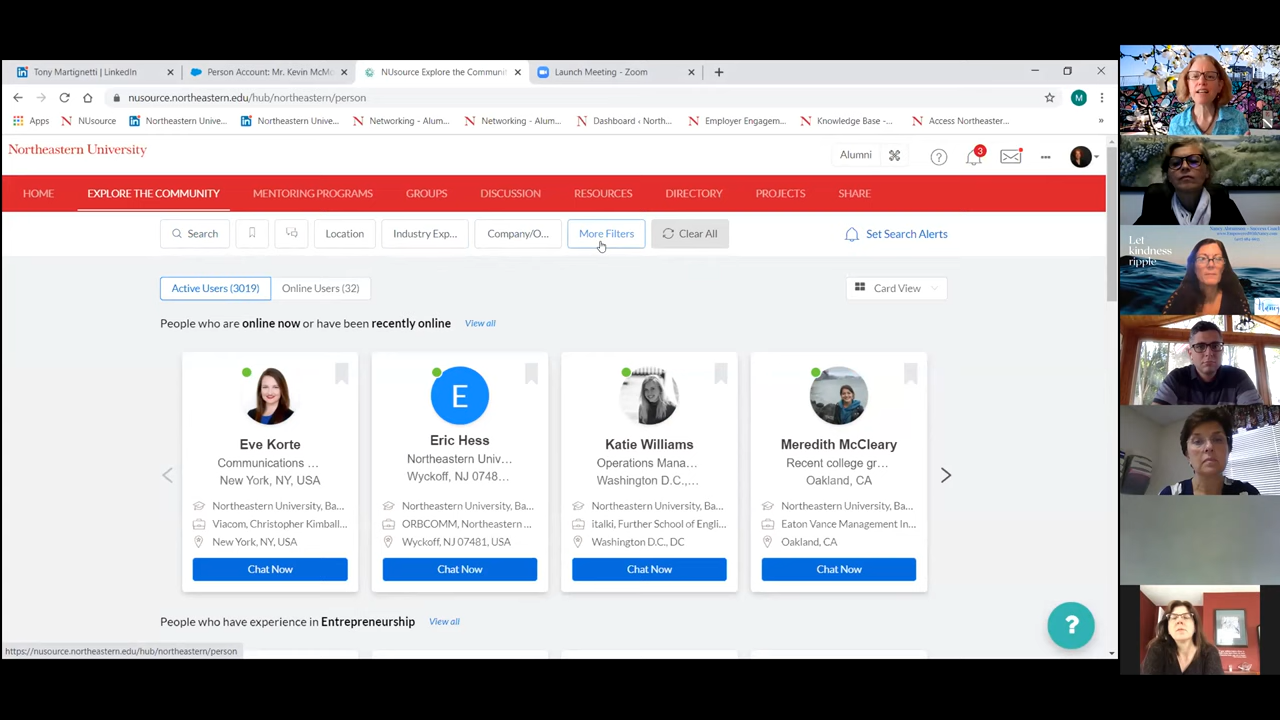 Tony Martignetti | LinkedIn
Person Account: Mr. Kevin McMo
NUsource Explore the Communi
Launch Meeting - Zoom
nusource.northeastern.edu/hub/northeastern/person
M
Apps
NUsource
Northeastern Unive...
Northeastern Unive...
Networking - Alum...
Networking - Alum...
Dashboard ‹ North...
Employer Engagem...
Knowledge Base -...
Access Northeaster...
»
Northeastern University
Alumni
3
HOME
EXPLORE THE COMMUNITY
MENTORING PROGRAMS
GROUPS
DISCUSSION
RESOURCES
DIRECTORY
PROJECTS
SHARE
Search
Location
Industry Exp...
Company/O...
More Filters
Clear All
Set Search Alerts
Active Users (3019)
Online Users (32)
Card View
People who are online now or have been recently online
View all
Eve Korte
Communications ...
New York, NY, USA
Northeastern University, Ba...
Viacom, Christopher Kimball...
New York, NY, USA
Chat Now
E
Eric Hess
Northeastern Univ...
Wyckoff, NJ 0748...
Northeastern University, Ba...
ORBCOMM, Northeastern ...
Wyckoff, NJ 07481, USA
Chat Now
Katie Williams
Operations Mana...
Washington D.C.,...
Northeastern University, Ba...
italki, Further School of Engli...
Washington D.C., DC
Chat Now
Meredith McCleary
Recent college gr...
Oakland, CA
Northeastern University, Ba...
Eaton Vance Management In...
Oakland, CA
Chat Now
People who have experience in Entrepreneurship
View all
?
https://nusource.northeastern.edu/hub/northeastern/person
N
Let
kindness
ripple